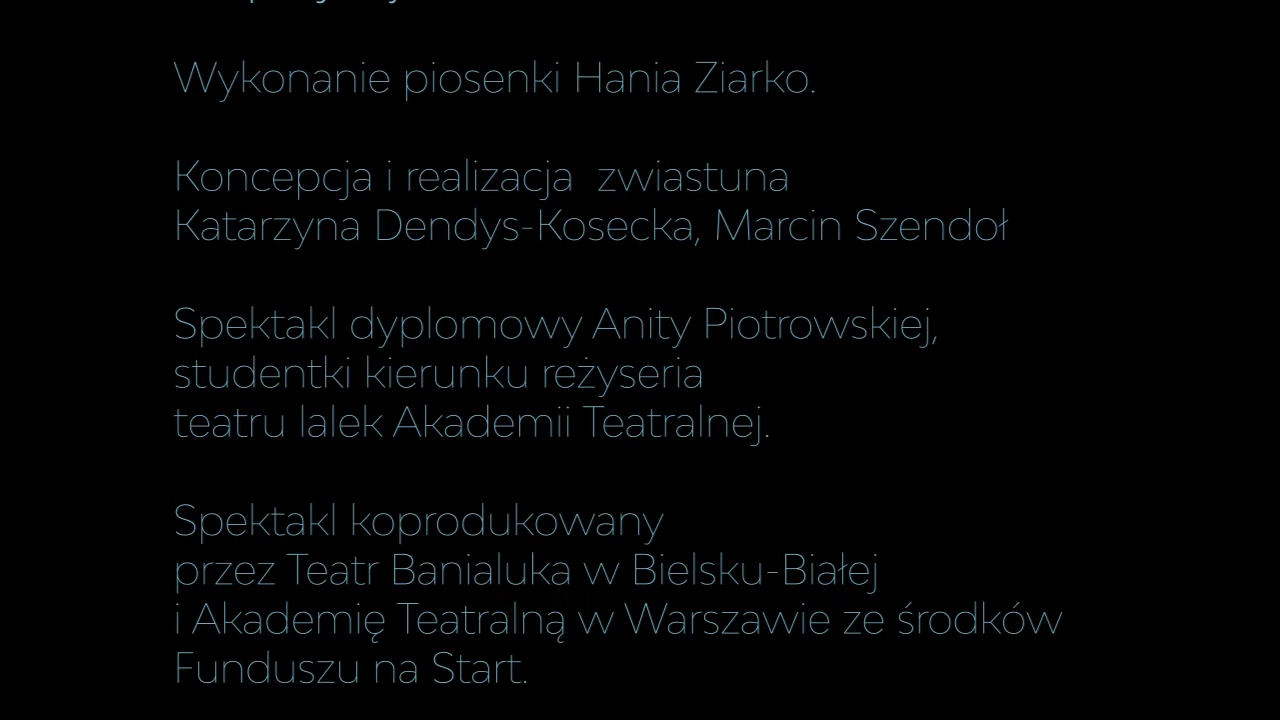 Wykonanie piosenki Hania Ziarko.
Koncepcja i realizacja  zwiastuna
Katarzyna Dendys-Kosecka, Marcin Szendoł
Spektakl dyplomowy Anity Piotrowskiej,
studentki kierunku reżyseria
teatru lalek Akademii Teatralnej.
Spektakl koprodukowany
przez Teatr Banialuka w Bielsku-Białej
i Akademię Teatralną w Warszawie ze środków
Funduszu na Start.